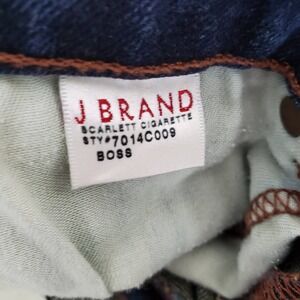 J BRAND
SCARLETT CIGARETTE
STY#7014C009
BOSS